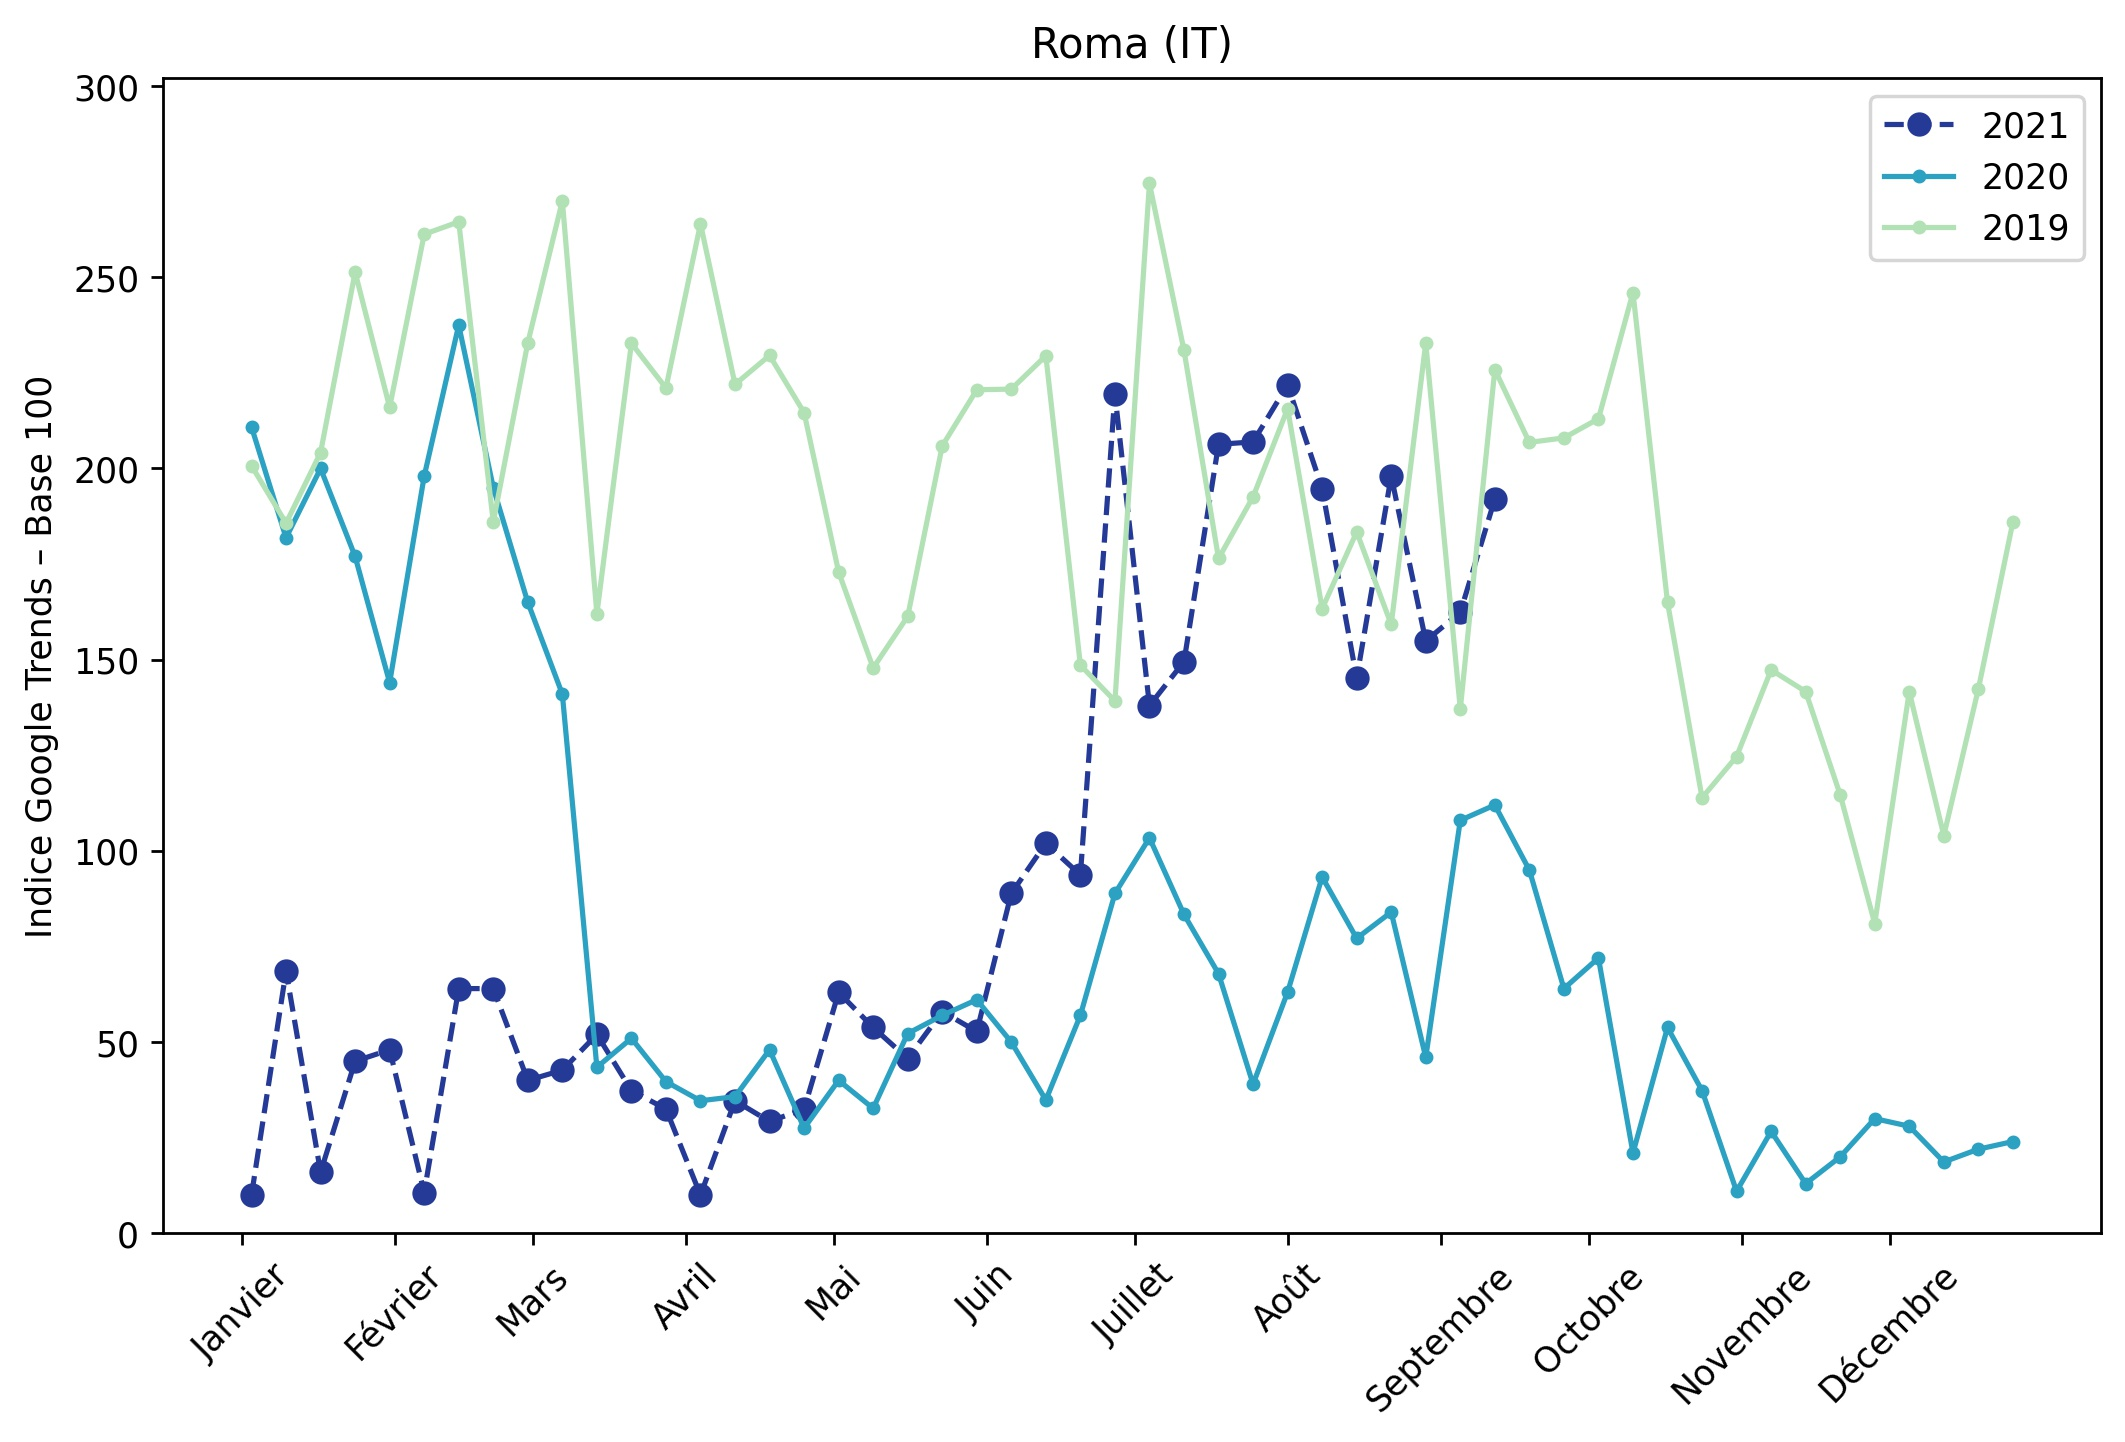 Roma (IT)
Indice Google Trends – Base 100
300
250
200
150
100
50
0
2021
2020
2019
Janvier
Février
Mars
Avril
Mai
Juin
Juillet
Août
Septembre
Octobre
Novembre
Décembre